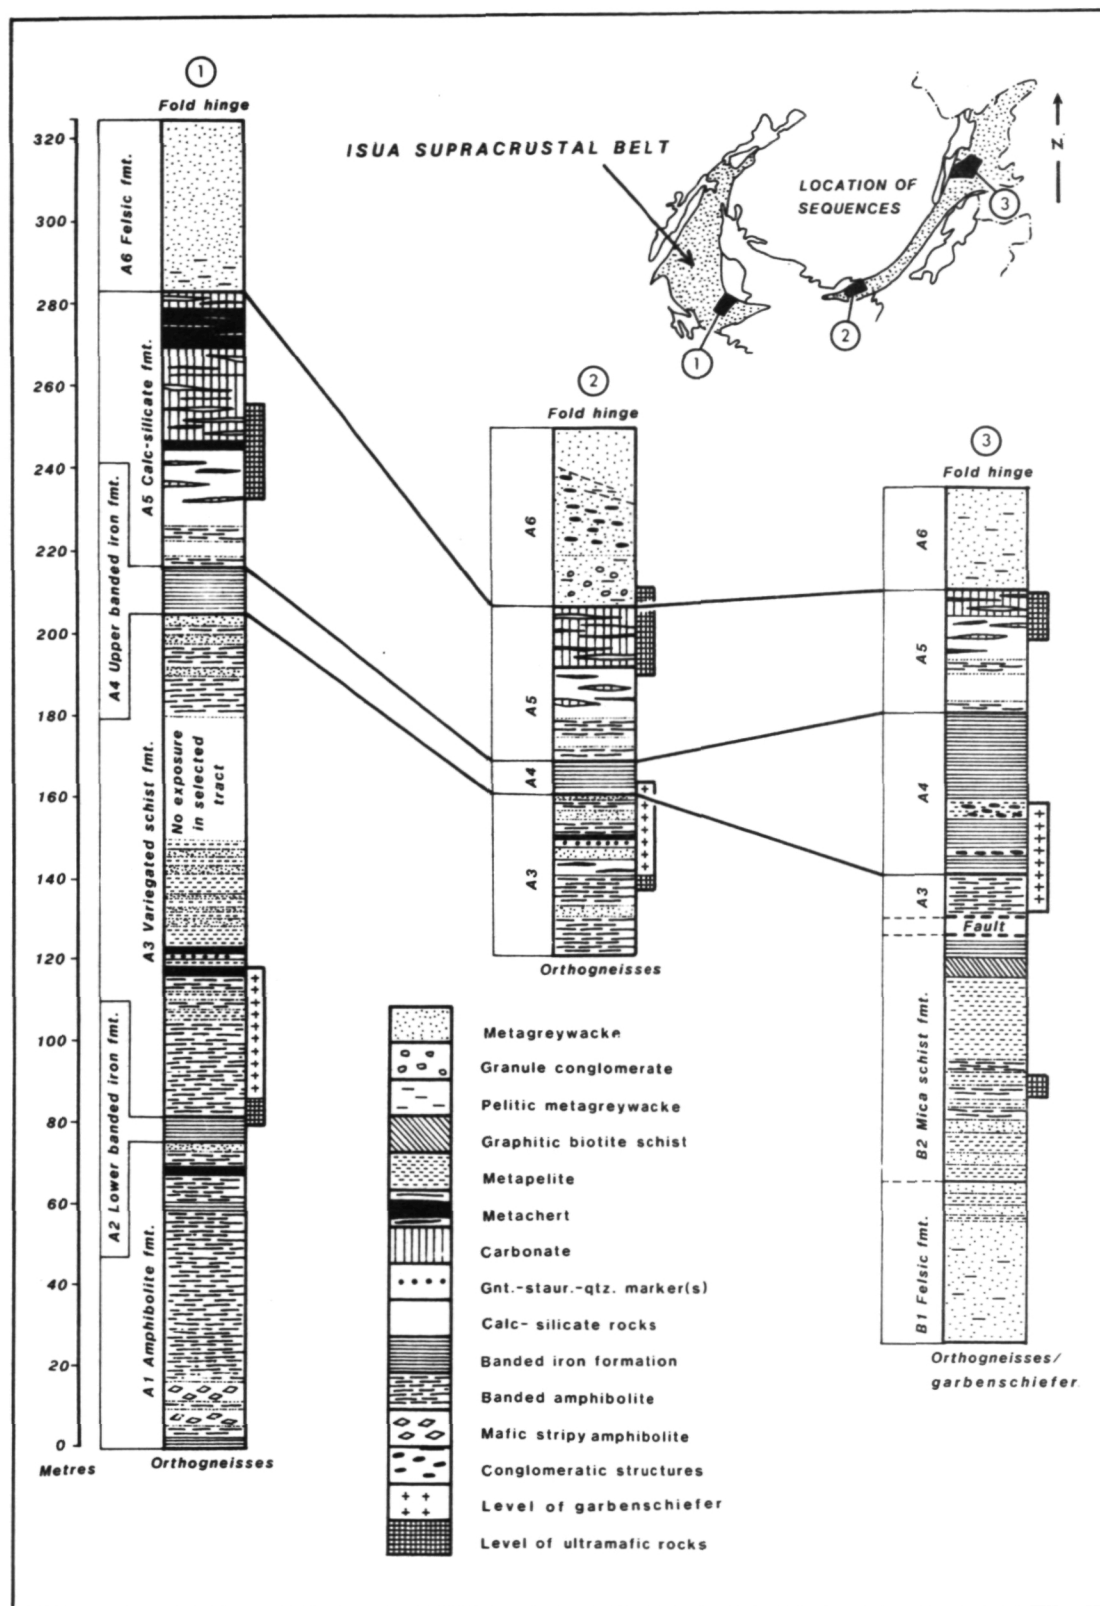 1
Fold hinge
ISUA SUPRACRUSTAL BELT
LOCATION OF
SEQUENCES
N
1
2
3
320
300
280
260
240
220
200
180
160
140
120
100
80
60
40
20
0
Metres
A6 Felsic fmt.
A5 Calc-silicate fmt.
A4 Upper banded iron fmt.
A3 Variegated schist fmt.
A2 Lower banded iron fmt.
A1 Amphibolite fmt.
No exposure
in selected
tract
Orthogneisses
2
Fold hinge
A6
A5
A4
A3
Orthogneisses
3
Fold hinge
A6
A5
A4
A3
Fault
B2 Mica schist fmt.
B1 Felsic fmt.
Orthogneisses/
garbenschiefer
Metagreywacke
Granule conglomerate
Pelitic metagreywacke
Graphitic biotite schist
Metapelite
Metachert
Carbonate
Gnt.-staur.-qtz. marker(s)
Calc- silicate rocks
Banded iron formation
Banded amphibolite
Mafic stripy amphibolite
Conglomeratic structures
Level of garbenschiefer
Level of ultramafic rocks